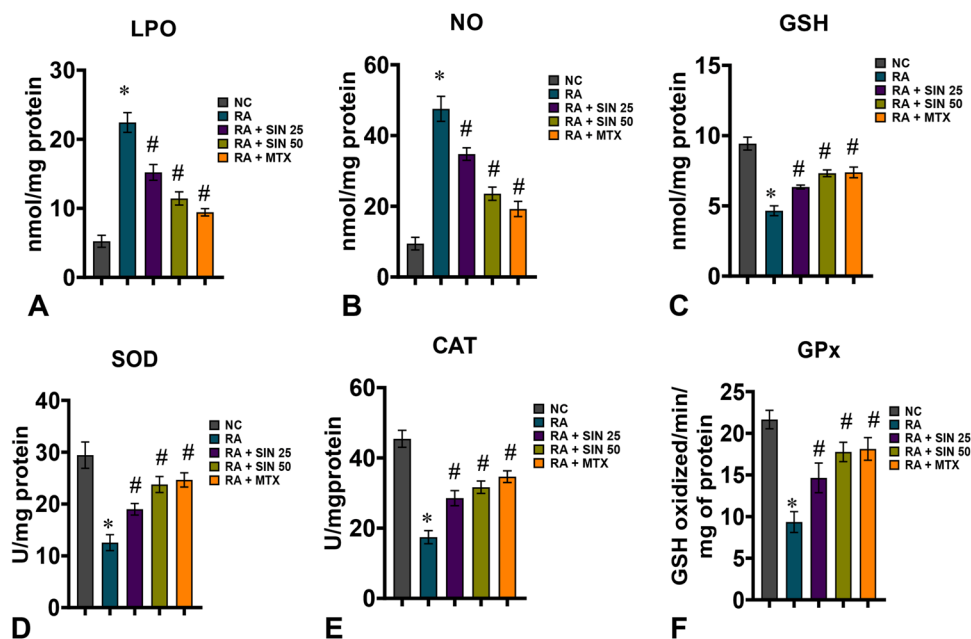 LPO
nmol/mg protein
30
20
10
0
*
#
#
#
NC
RA
RA + SIN 25
RA + SIN 50
RA + MTX
A
NO
nmol/mg protein
60
40
20
0
*
#
#
#
NC
RA
RA + SIN 25
RA + SIN 50
RA + MTX
B
GSH
nmol/mg protein
15
10
5
0
*
#
#
#
NC
RA
RA + SIN 25
RA + SIN 50
RA + MTX
C
SOD
U/mg protein
40
30
20
10
0
*
#
#
#
NC
RA
RA + SIN 25
RA + SIN 50
RA + MTX
D
CAT
U/mgprotein
60
40
20
0
*
#
#
#
NC
RA
RA + SIN 25
RA + SIN 50
RA + MTX
E
GPx
GSH oxidized/min/
mg of protein
25
20
15
10
5
0
*
#
#
#
NC
RA
RA + SIN 25
RA + SIN 50
RA + MTX
F